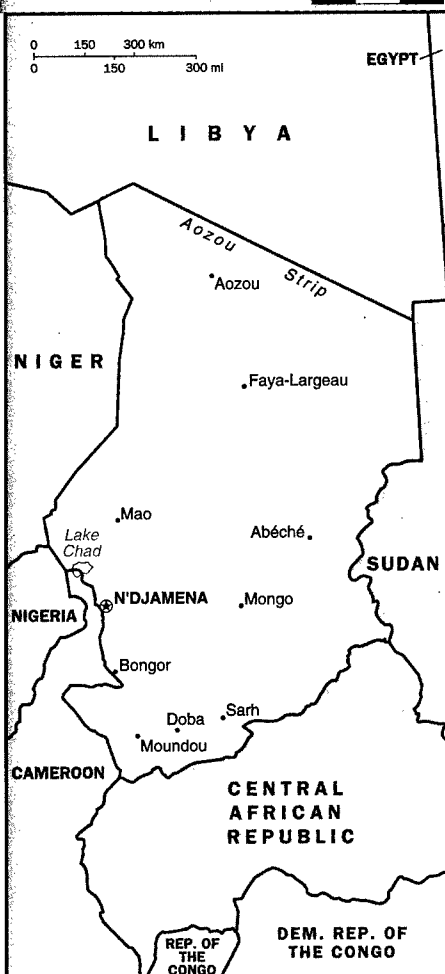 0 150 300 km
0 150 300 mi
EGYPT
LIBYA
Aozou
Strip
Aozou
NIGER
Faya-Largeau
Mao
Lake
Chad
Abéché
SUDAN
N'DJAMENA
Mongo
NIGERIA
Bongor
Sarh
Doba
Moundou
CAMEROON
CENTRAL
AFRICAN
REPUBLIC
DEM. REP. OF
THE CONGO
REP. OF
THE
CONGO